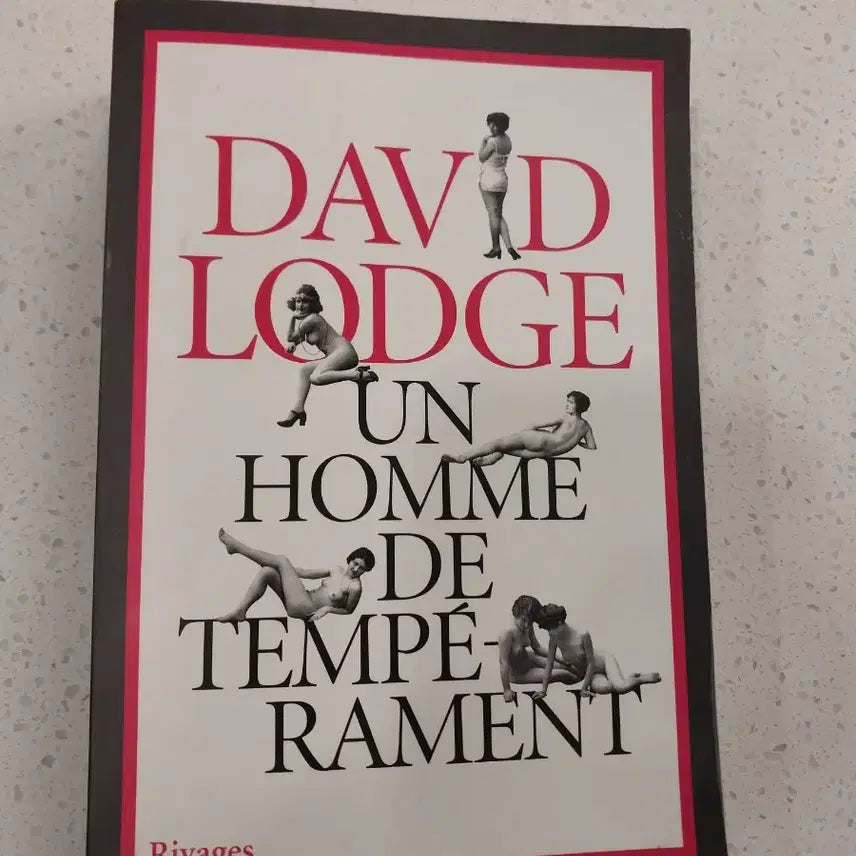 DAVID
LODGE
UN
HOMME
DE
TEMPÉ-
RAMENT
Rivages